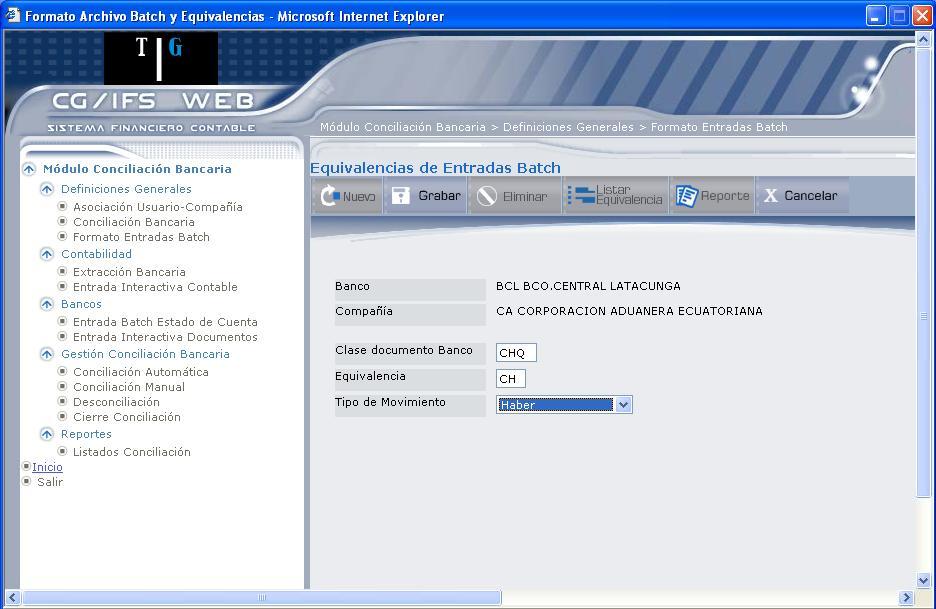 Formato Archivo Batch y Equivalencias - Microsoft Internet Explorer
T G
CG/IFS WEB
SISTEMA FINANCIERO CONTABLE
Módulo Conciliación Bancaria > Definiciones Generales > Formato Entradas Batch
Módulo Conciliación Bancaria
Definiciones Generales
Asociación Usuario-Compañía
Conciliación Bancaria
Formato Entradas Batch
Contabilidad
Extracción Bancaria
Entrada Interactiva Contable
Bancos
Entrada Batch Estado de Cuenta
Entrada Interactiva Documentos
Gestión Conciliación Bancaria
Conciliación Automática
Conciliación Manual
Desconciliación
Cierre Conciliación
Reportes
Listados Conciliación
Inicio
Salir
Equivalencias de Entradas Batch
Nuevo Grabar Eliminar Listar Equivalencia Reporte X Cancelar
Banco BCL BCO.CENTRAL LATACUNGA
Compañía CA CORPORACION ADUANERA ECUATORIANA
Clase documento Banco CHQ
Equivalencia CH
Tipo de Movimiento Haber